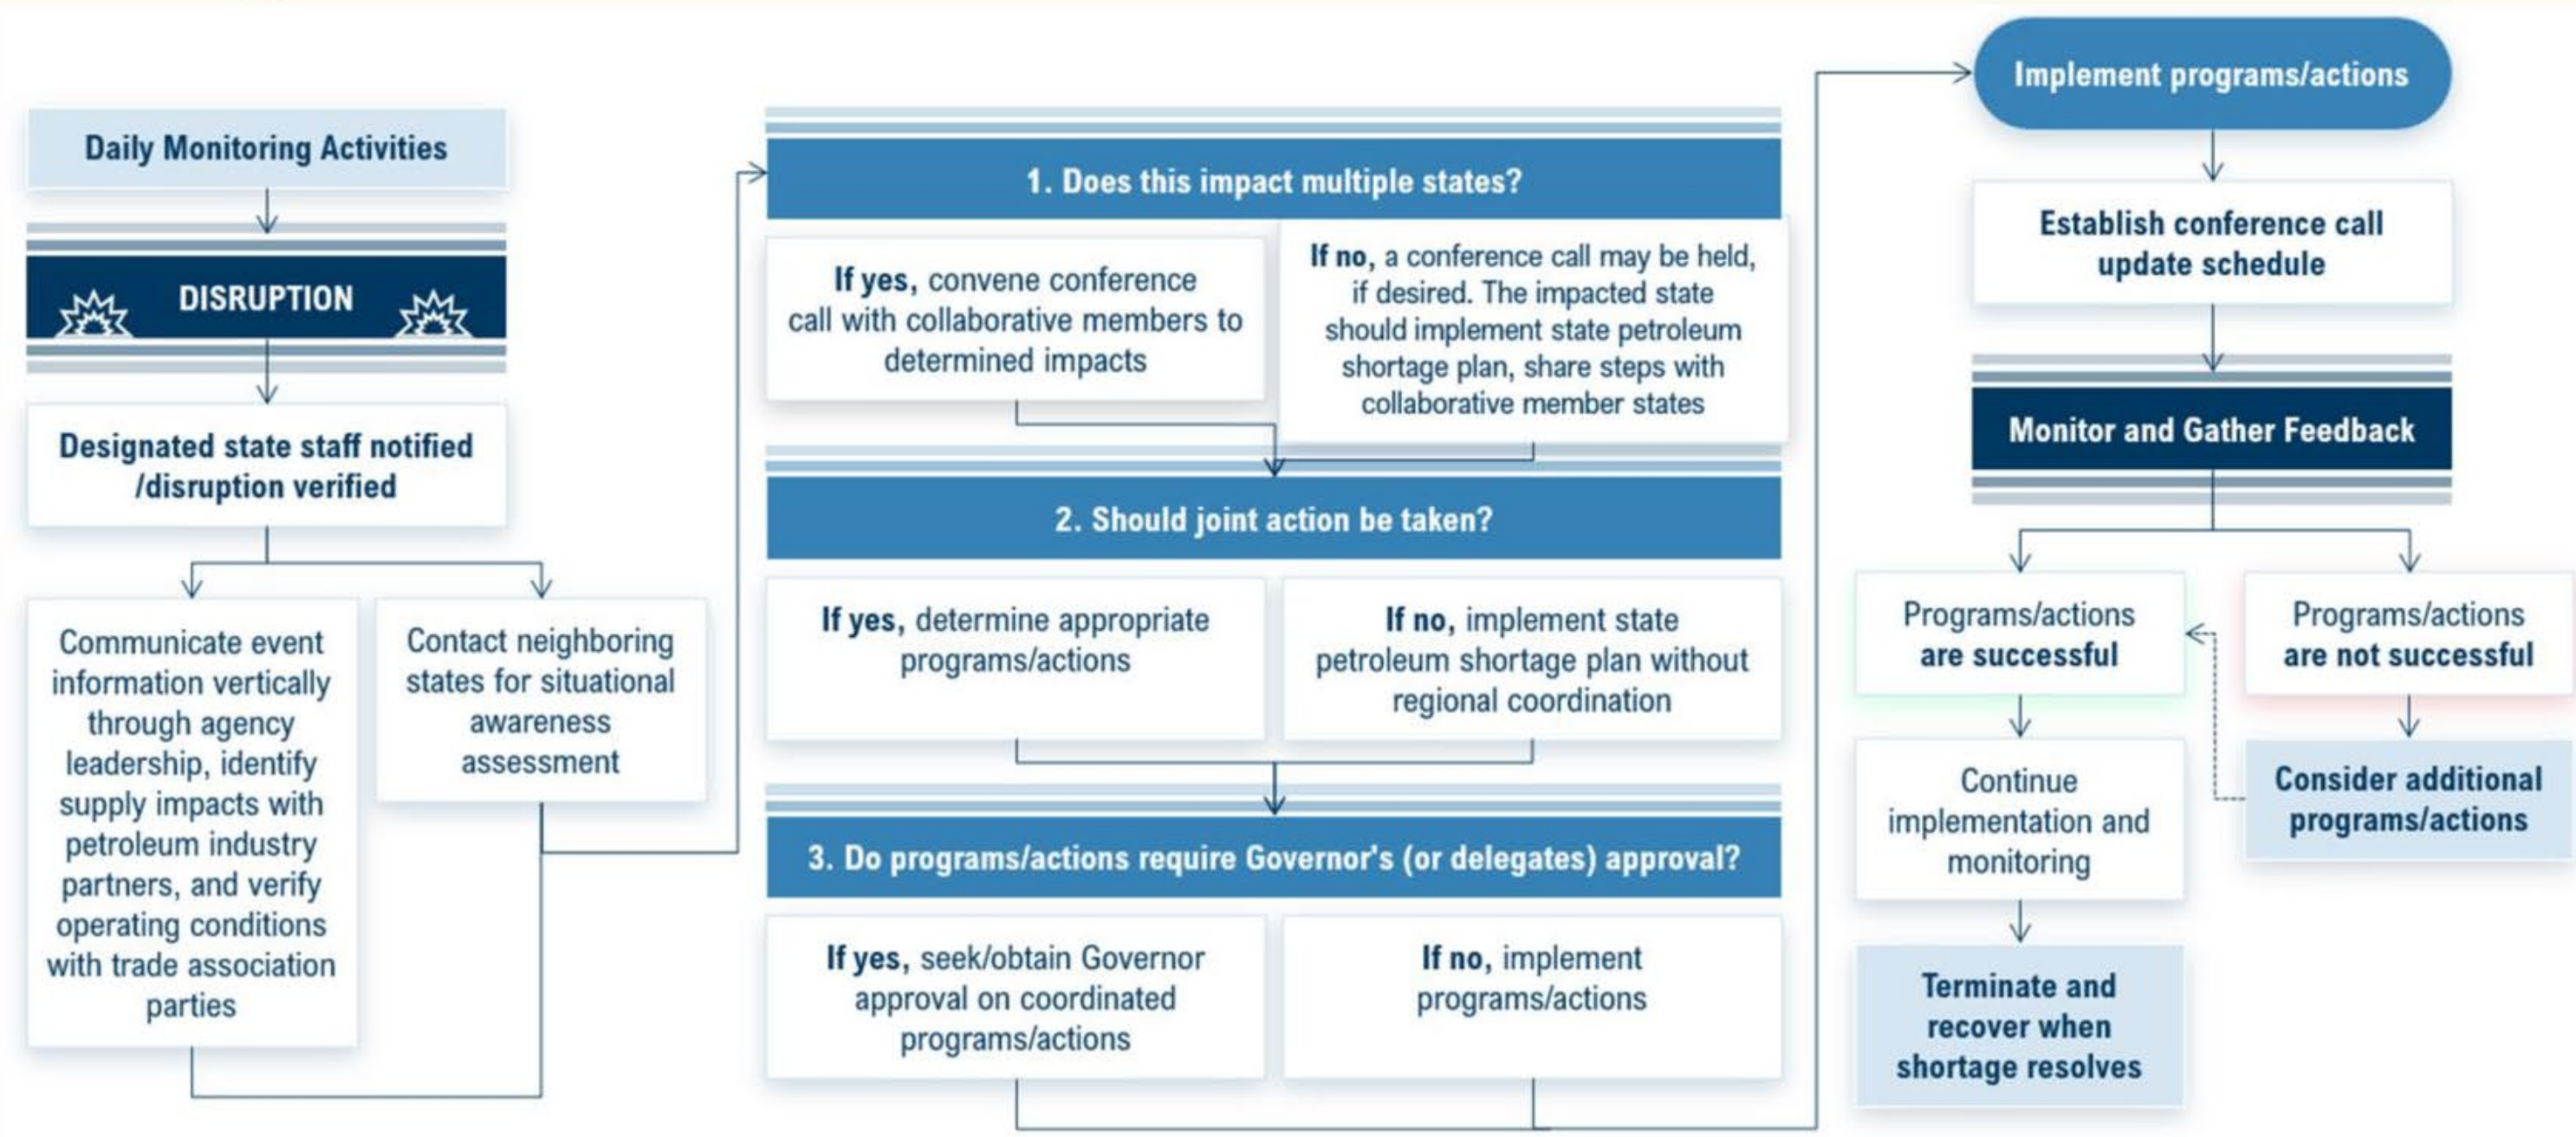 Daily Monitoring Activities
DISRUPTION
Designated state staff notified
/disruption verified
Communicate event
information vertically
through agency
leadership, identify
supply impacts with
petroleum industry
partners, and verify
operating conditions
with trade association
parties
Contact neighboring
states for situational
awareness
assessment
1. Does this impact multiple states?
If yes, convene conference
call with collaborative members to
determined impacts
If no, a conference call may be held,
if desired. The impacted state
should implement state petroleum
shortage plan, share steps with
collaborative member states
2. Should joint action be taken?
If yes, determine appropriate
programs/actions
If no, implement state
petroleum shortage plan without
regional coordination
3. Do programs/actions require Governor's (or delegates) approval?
If yes, seek/obtain Governor
approval on coordinated
programs/actions
If no, implement
programs/actions
Implement programs/actions
Establish conference call
update schedule
Monitor and Gather Feedback
Programs/actions
are successful
Continue
implementation and
monitoring
Terminate and
recover when
shortage resolves
Programs/actions
are not successful
Consider additional
programs/actions